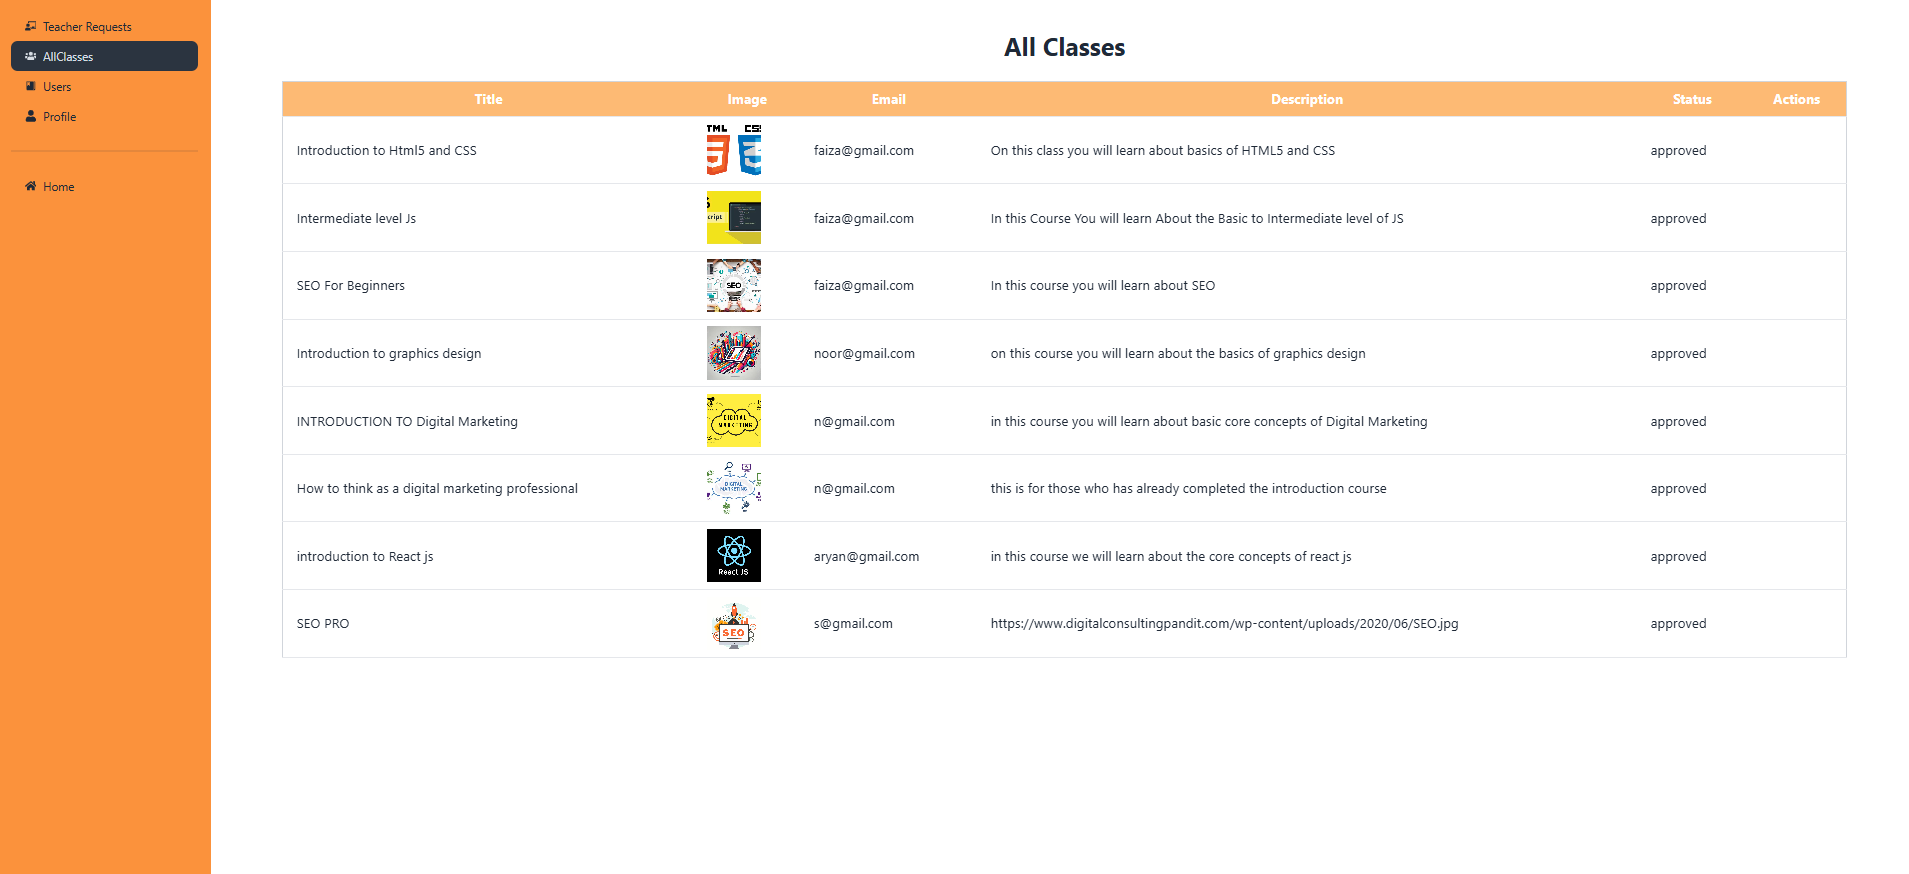 Teacher Requests
AllClasses
Users
Profile
Home
All Classes
Title Image Email Description Status Actions
Introduction to Html5 and CSS TML CSS faiza@gmail.com On this class you will learn about basics of HTML5 and CSS approved
Intermediate level Js cript faiza@gmail.com In this Course You will learn About the Basic to Intermediate level of JS approved
SEO For Beginners SEO faiza@gmail.com In this course you will learn about SEO approved
Introduction to graphics design noor@gmail.com on this course you will learn about the basics of graphics design approved
INTRODUCTION TO Digital Marketing DIGITAL MARKETING n@gmail.com in this course you will learn about basic core concepts of Digital Marketing approved
How to think as a digital marketing professional DIGITAL MARKETING n@gmail.com this is for those who has already completed the introduction course approved
introduction to React js React JS aryan@gmail.com in this course we will learn about the core concepts of react js approved
SEO PRO SEO s@gmail.com https://www.digitalconsultingpandit.com/wp-content/uploads/2020/06/SEO.jpg approved